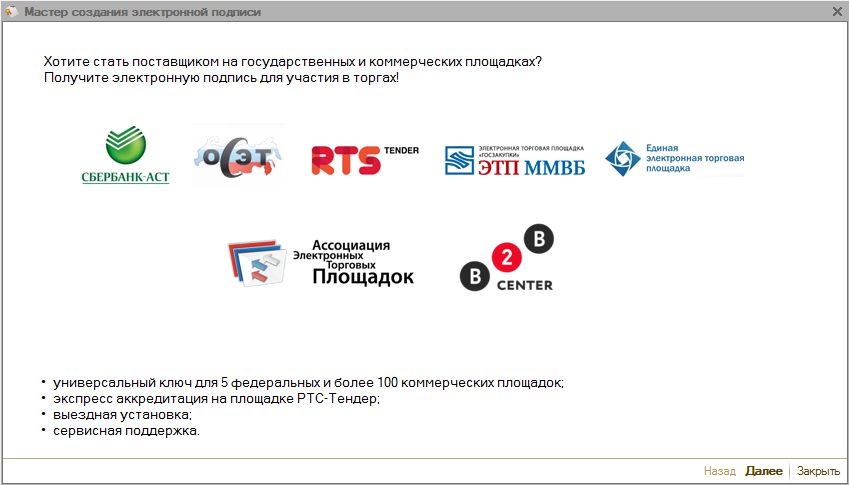 Мастер создания электронной подписи
Хотите стать поставщиком на государственных и коммерческих площадках?
Получите электронную подпись для участия в торгах!
СБЕРБАНК-АСТ
ОСЭТ
RTS TENDER
ЭЛЕКТРОННАЯ ТОРГОВАЯ ПЛОЩАДКА
«ГОСЗАКУПКИ»
ЭТП ММВБ
Единая
электронная торговая
площадка
Ассоциация
Электронных
Торговых
Площадок
B2B
CENTER
• универсальный ключ для 5 федеральных и более 100 коммерческих площадок;
• экспресс аккредитация на площадке РТС-Тендер;
• выездная установка;
• сервисная поддержка.
Назад Далее Закрыть